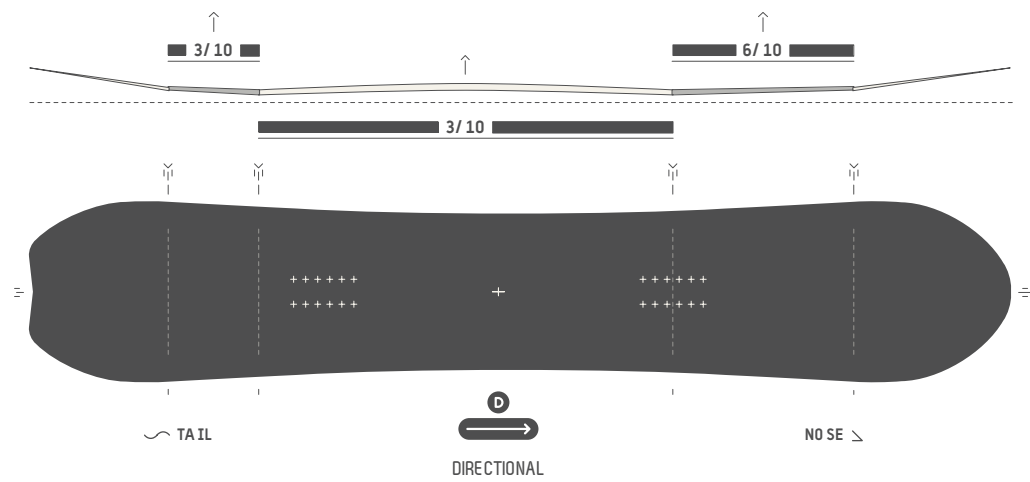 3/10
6/10
3/10
D
TAIL
NOSE
DIRECTIONAL